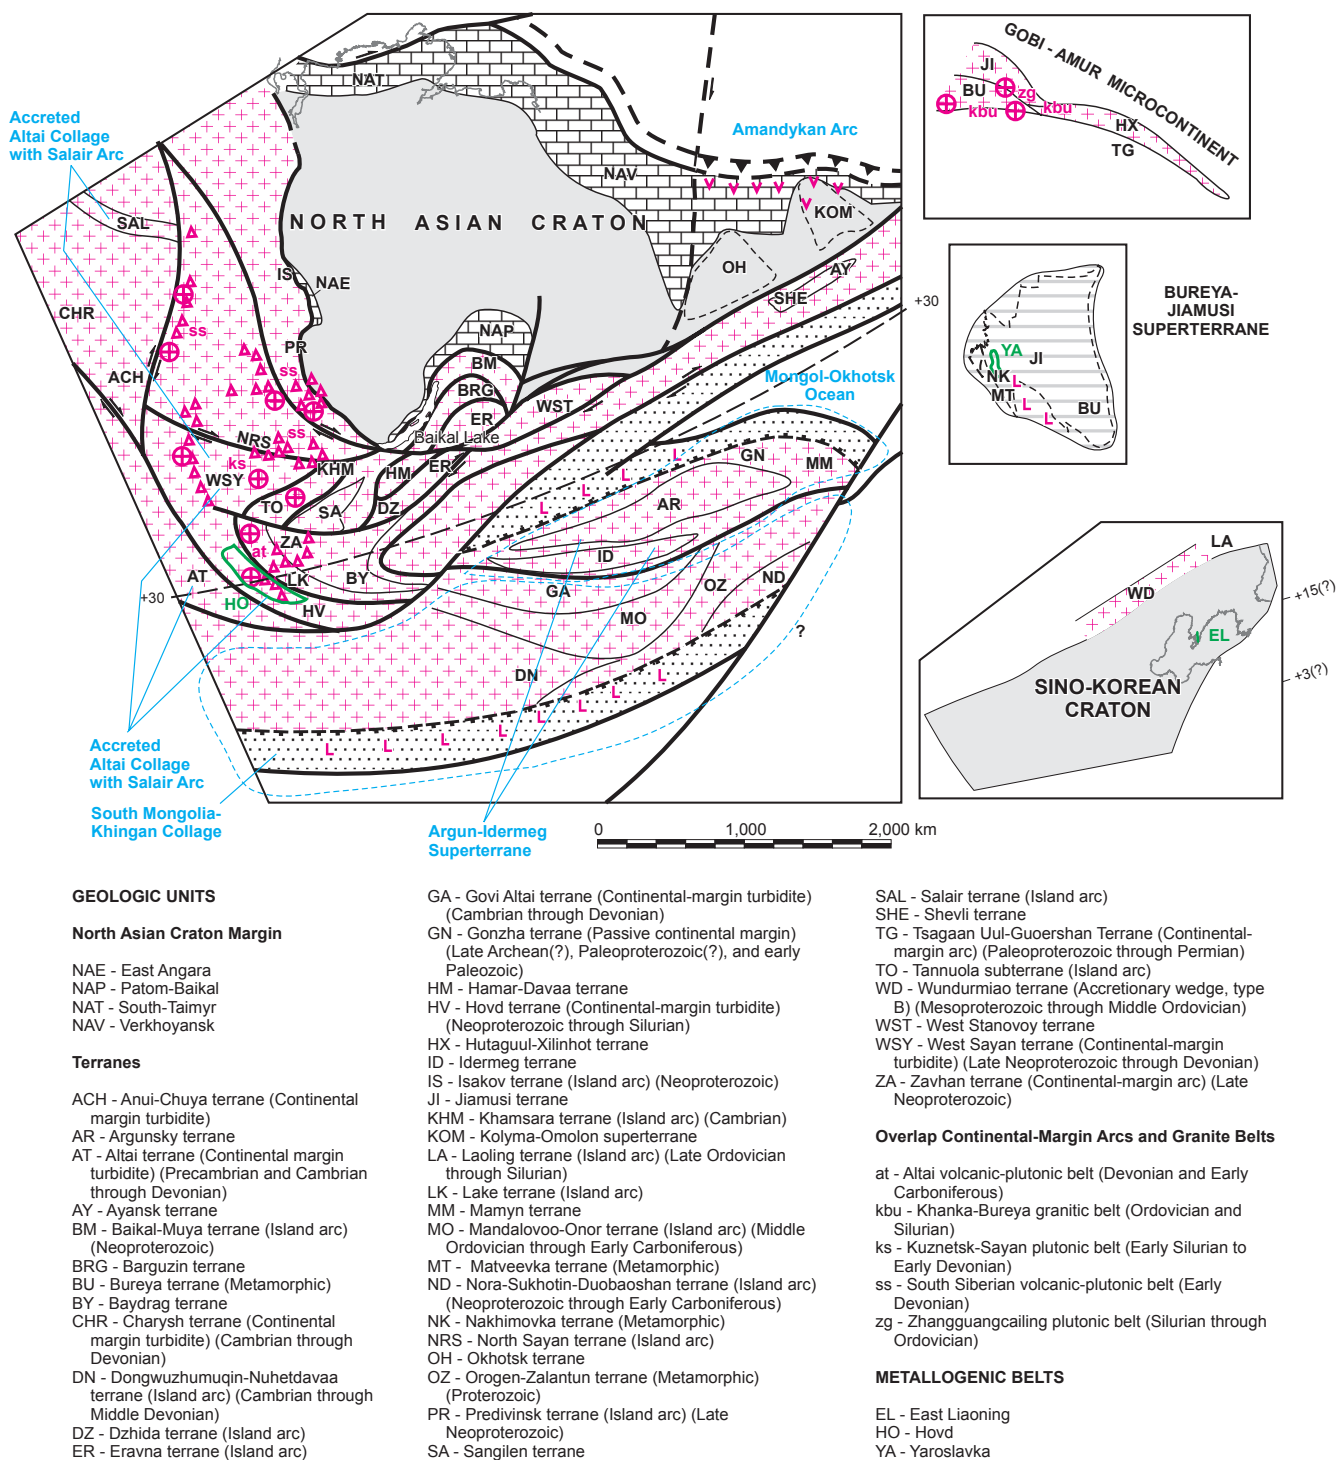 Accreted
Altai Collage
with Salair Arc
NAT
SAL
CHR
ACH
ss
NORTH ASIAN CRATON
IS
NAE
PR
ss
ss
NAV
Amandykan Arc
KOM
OH
AY
SHE
+30
NAP
BM
BRG
ER
Baikal Lake
WST
Mongol-Okhotsk
Ocean
NRS
ks
WSY
KHM
HM
ER
TO
SA
DZ
ZA
at
LK
BY
AT
+30
HO
HV
L
L
L
L
GN
MM
AR
ID
GA
OZ
ND
MO
?
DN
L
L
L
L
L
L
L
L
Accreted
Altai Collage
with Salair Arc
South Mongolia-
Khingan Collage
Argun-Idermeg
Superterrane
0 1,000 2,000 km
GOBI - AMUR MICROCONTINENT
JI
BU
zg
kbu
kbu
HX
TG
BUREYA-
JIAMUSI
SUPERTERRANE
YA
JI
NK
L
MT
L
L
BU
LA
WD
+15(?)
EL
+3(?)
SINO-KOREAN
CRATON
GEOLOGIC UNITS
North Asian Craton Margin
NAE - East Angara
NAP - Patom-Baikal
NAT - South-Taimyr
NAV - Verkhoyansk
Terranes
ACH - Anui-Chuya terrane (Continental
margin turbidite)
AR - Argunsky terrane
AT - Altai terrane (Continental margin
turbidite) (Precambrian and Cambrian
through Devonian)
AY - Ayansk terrane
BM - Baikal-Muya terrane (Island arc)
(Neoproterozoic)
BRG - Barguzin terrane
BU - Bureya terrane (Metamorphic)
BY - Baydrag terrane
CHR - Charysh terrane (Continental
margin turbidite) (Cambrian through
Devonian)
DN - Dongwuzhumuqin-Nuhetdavaa
terrane (Island arc) (Cambrian through
Middle Devonian)
DZ - Dzhida terrane (Island arc)
ER - Eravna terrane (Island arc)
GA - Govi Altai terrane (Continental-margin turbidite)
(Cambrian through Devonian)
GN - Gonzha terrane (Passive continental margin)
(Late Archean(?), Paleoproterozoic(?), and early
Paleozoic)
HM - Hamar-Davaa terrane
HV - Hovd terrane (Continental-margin turbidite)
(Neoproterozoic through Silurian)
HX - Hutaguul-Xilinhot terrane
ID - Idermeg terrane
IS - Isakov terrane (Island arc) (Neoproterozoic)
JI - Jiamusi terrane
KHM - Khamsara terrane (Island arc) (Cambrian)
KOM - Kolyma-Omolon superterrane
LA - Laoling terrane (Island arc) (Late Ordovician
through Silurian)
LK - Lake terrane (Island arc)
MM - Mamyn terrane
MO - Mandalovoo-Onor terrane (Island arc) (Middle
Ordovician through Early Carboniferous)
MT - Matveevka terrane (Metamorphic)
ND - Nora-Sukhotin-Duobaoshan terrane (Island arc)
(Neoproterozoic through Early Carboniferous)
NK - Nakhimovka terrane (Metamorphic)
NRS - North Sayan terrane (Island arc)
OH - Okhotsk terrane
OZ - Orogen-Zalantun terrane (Metamorphic)
(Proterozoic)
PR - Predivinsk terrane (Island arc) (Late
Neoproterozoic)
SA - Sangilen terrane
SAL - Salair terrane (Island arc)
SHE - Shevli terrane
TG - Tsagaan Uul-Guoershan Terrane (Continental-
margin arc) (Paleoproterozoic through Permian)
TO - Tannuola subterrane (Island arc)
WD - Wundurmiao terrane (Accretionary wedge, type
B) (Mesoproterozoic through Middle Ordovician)
WST - West Stanovoy terrane
WSY - West Sayan terrane (Continental-margin
turbidite) (Late Neoproterozoic through Devonian)
ZA - Zavhan terrane (Continental-margin arc) (Late
Neoproterozoic)
Overlap Continental-Margin Arcs and Granite Belts
at - Altai volcanic-plutonic belt (Devonian and Early
Carboniferous)
kbu - Khanka-Bureya granitic belt (Ordovician and
Silurian)
ks - Kuznetsk-Sayan plutonic belt (Early Silurian to
Early Devonian)
ss - South Siberian volcanic-plutonic belt (Early
Devonian)
zg - Zhangguangcailing plutonic belt (Silurian through
Ordovician)
METALLOGENIC BELTS
EL - East Liaoning
HO - Hovd
YA - Yaroslavka